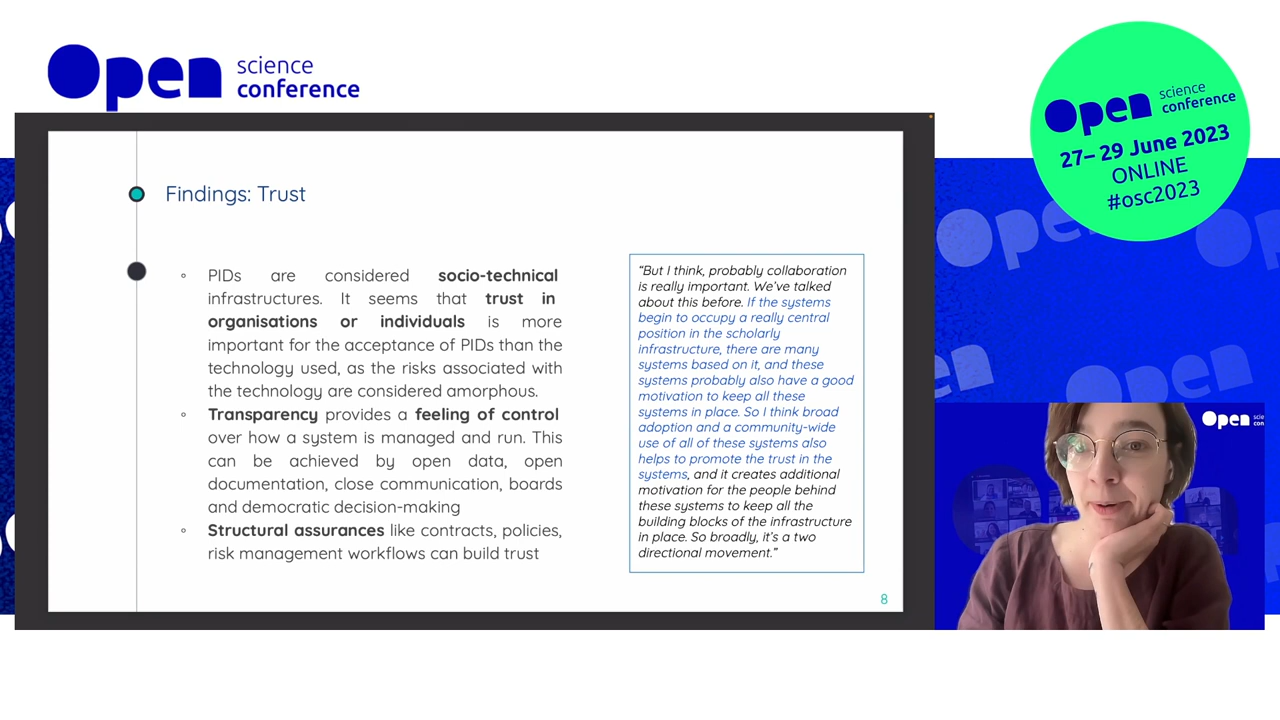 Open science
conference
Open science
conference
27– 29 June 2023
ONLINE
#osc2023
Findings: Trust
◦ PIDs are considered socio-technical
infrastructures. It seems that trust in
organisations or individuals is more
important for the acceptance of PIDs than the
technology used, as the risks associated with
the technology are considered amorphous.
◦ Transparency provides a feeling of control
over how a system is managed and run. This
can be achieved by open data, open
documentation, close communication, boards
and democratic decision-making
◦ Structural assurances like contracts, policies,
risk management workflows can build trust
“But I think, probably collaboration
is really important. We’ve talked
about this before. If the systems
begin to occupy a really central
position in the scholarly
infrastructure, there are many
systems based on it, and these
systems probably also have a good
motivation to keep all these
systems in place. So I think broad
adoption and a community-wide
use of all of these systems also
helps to promote the trust in the
systems, and it creates additional
motivation for the people behind
these systems to keep all the
building blocks of the infrastructure
in place. So broadly, it’s a two
directional movement.”
8
Open scie
con